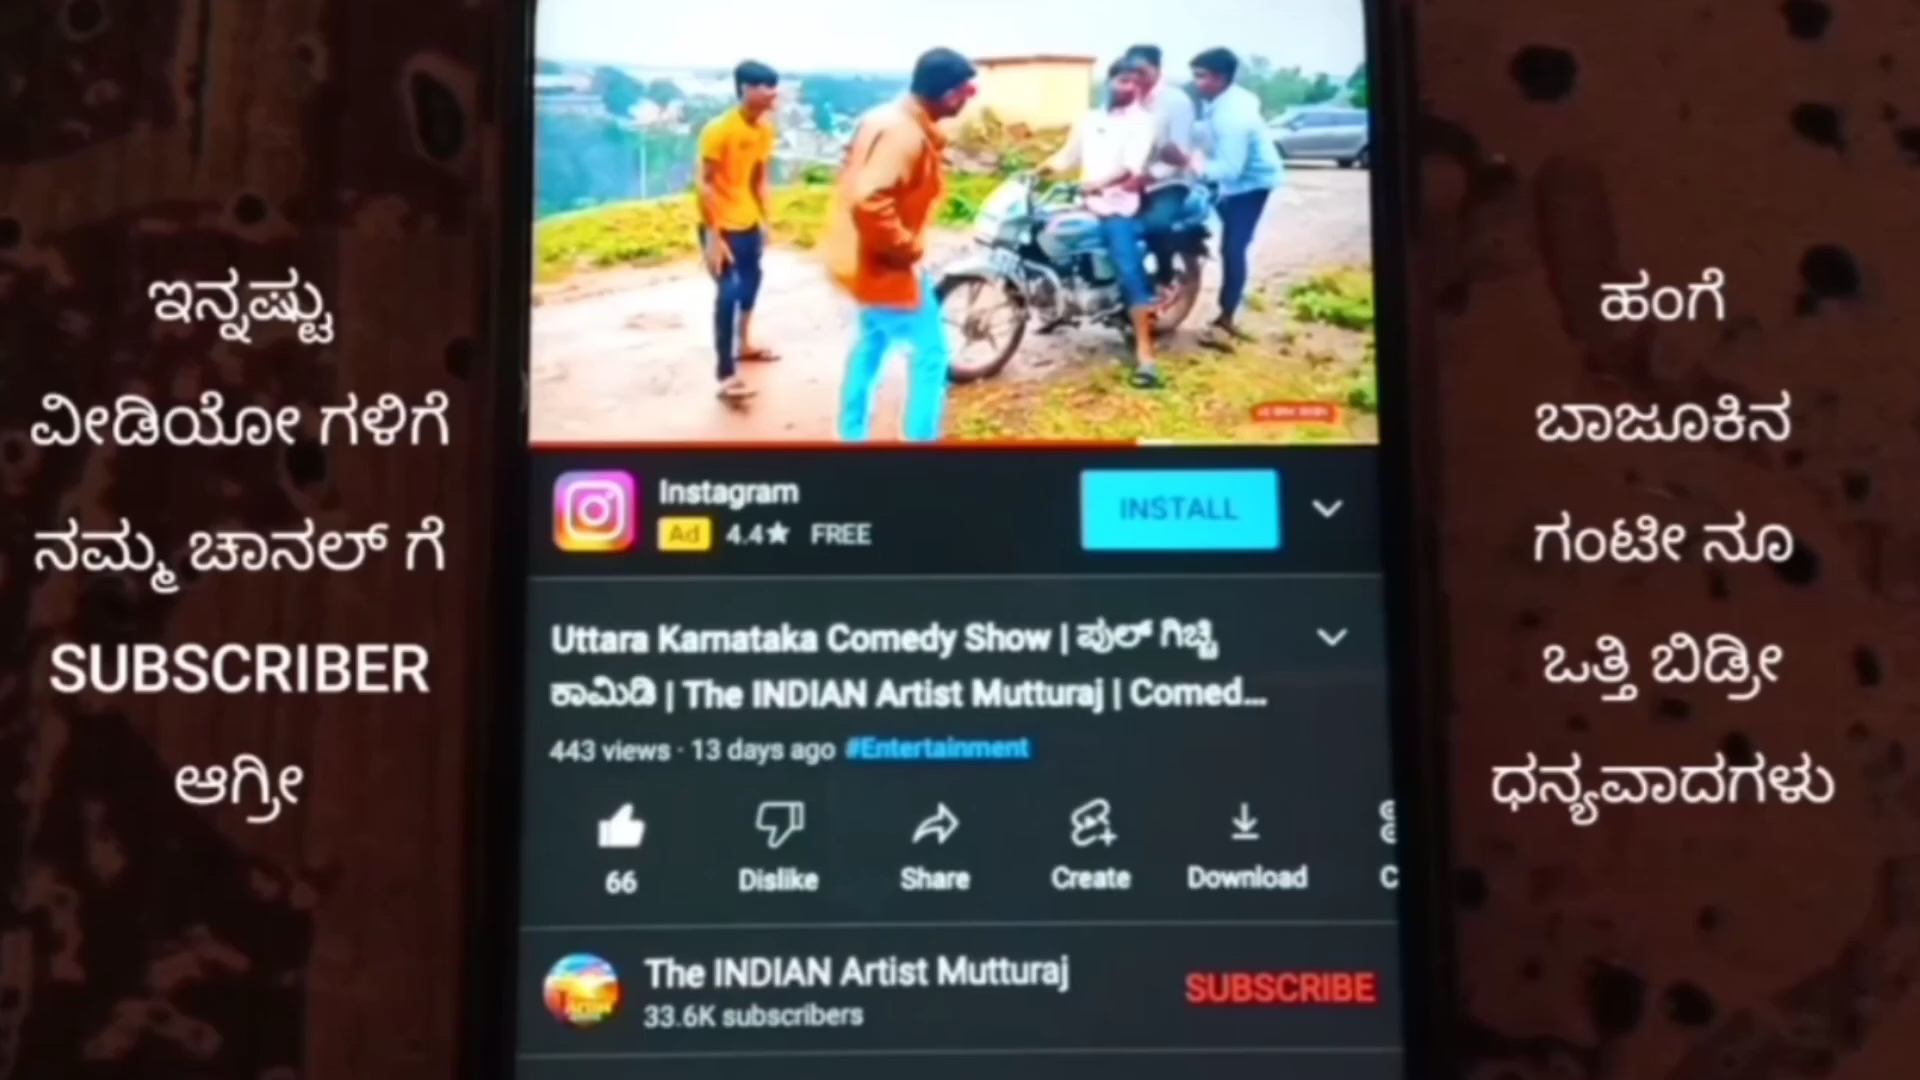 ಇನ್ನಷ್ಟು
ವೀಡಿಯೋ ಗಳಿಗೆ
ನಮ್ಮ ಚಾನಲ್ ಗೆ
SUBSCRIBER
ಆಗ್ರೀ
Instagram
Ad 4.4★ FREE
INSTALL
Uttara Karnataka Comedy Show | ಫುಲ್ ಗಿಚ್ಚಿ
ಕಾಮಿಡಿ | The INDIAN Artist Mutturaj | Comed...
443 views · 13 days ago #Entertainment
66 Dislike Share Create Download C
The INDIAN Artist Mutturaj
33.6K subscribers
SUBSCRIBE
ಹಂಗೆ
ಬಾಜೂಕಿನ
ಗಂಟೀ ನೂ
ಒತ್ತಿ ಬಿಡ್ರೀ
ಧನ್ಯವಾದಗಳು